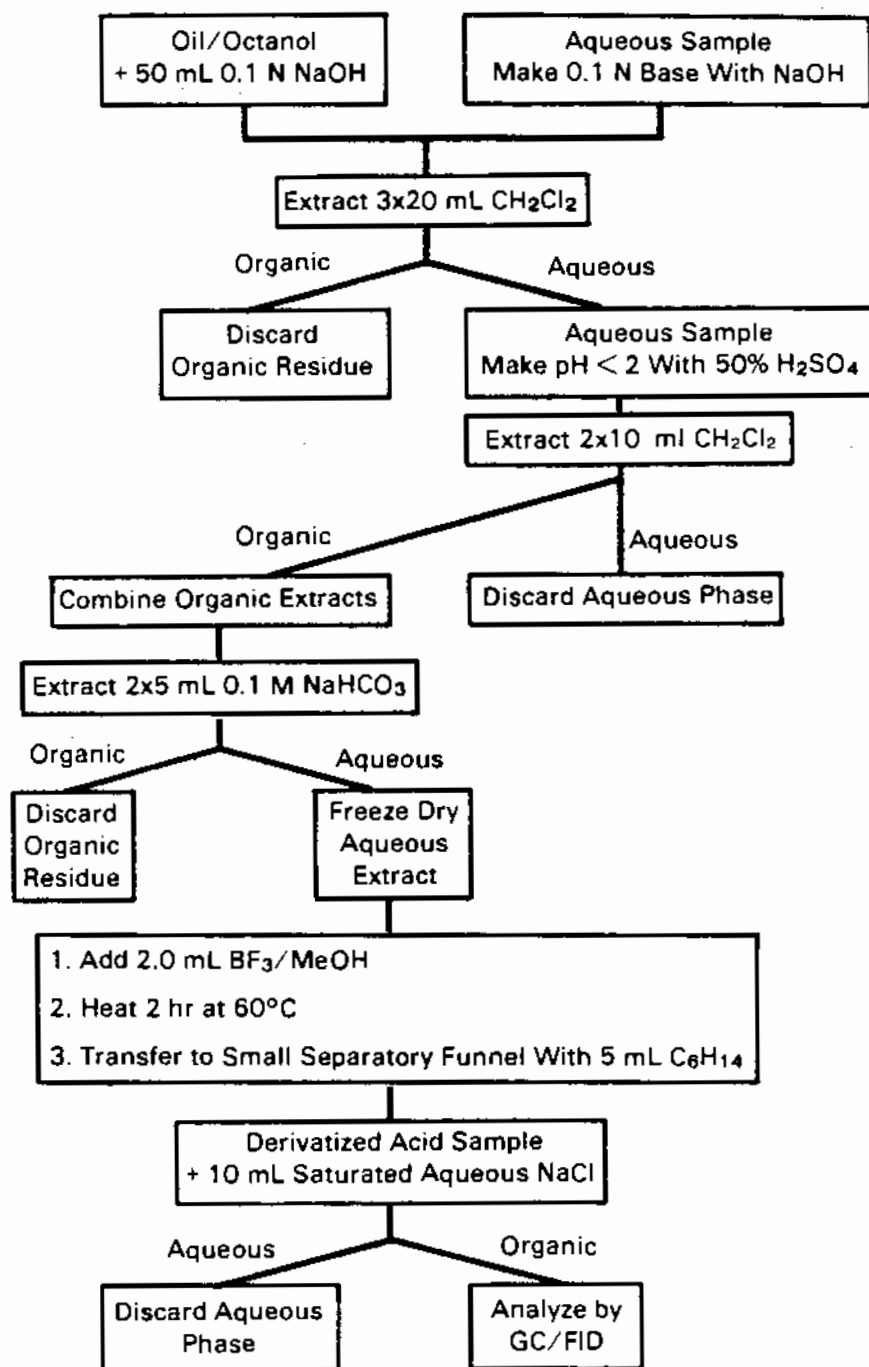 Oil/Octanol
+ 50 mL 0.1 N NaOH
Aqueous Sample
Make 0.1 N Base With NaOH
Extract 3x20 mL CH₂Cl₂
Organic
Aqueous
Discard
Organic Residue
Aqueous Sample
Make pH < 2 With 50% H₂SO₄
Extract 2x10 ml CH₂Cl₂
Organic
Aqueous
Combine Organic Extracts
Discard Aqueous Phase
Extract 2x5 mL 0.1 M NaHCO₃
Organic
Aqueous
Discard
Organic
Residue
Freeze Dry
Aqueous
Extract
1. Add 2.0 mL BF₃/MeOH
2. Heat 2 hr at 60°C
3. Transfer to Small Separatory Funnel With 5 mL C₆H₁₄
Derivatized Acid Sample
+ 10 mL Saturated Aqueous NaCl
Aqueous
Organic
Discard Aqueous
Phase
Analyze by
GC/FID